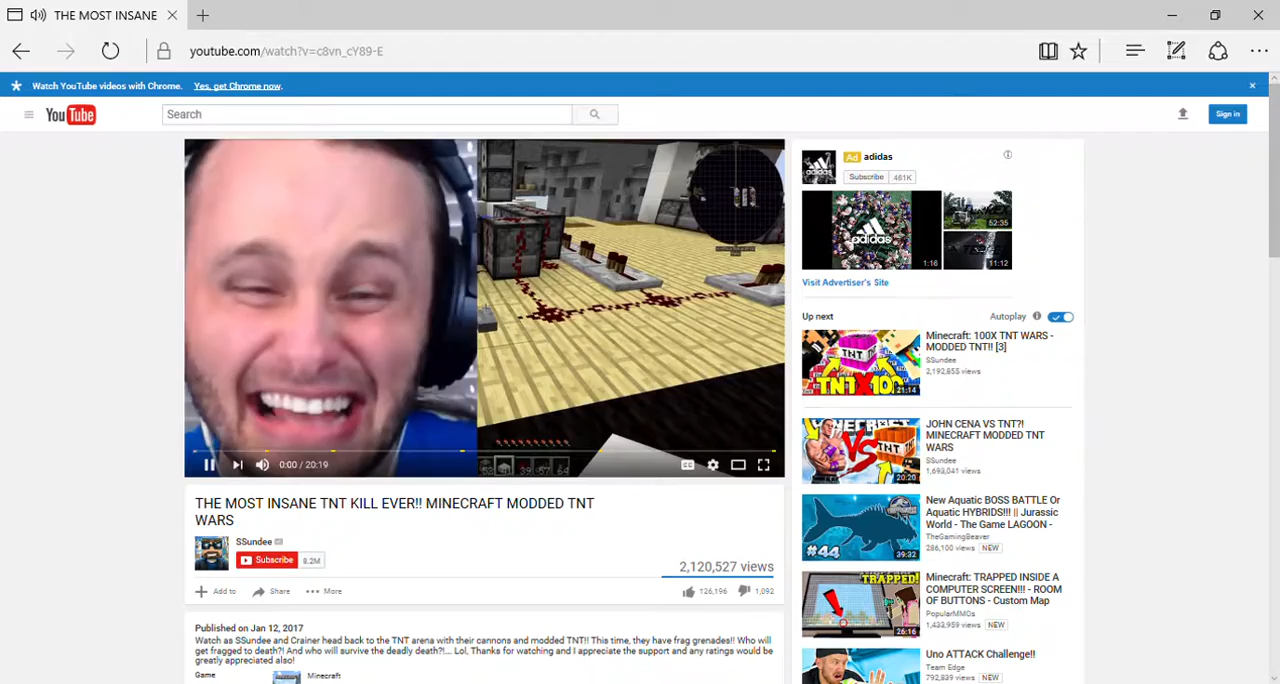 THE MOST INSANE
youtube.com/watch?v=c8vn_cY89-E
Watch YouTube videos with Chrome. Yes, get Chrome now.
YouTube
Search
Sign in
0:00 / 20:19
THE MOST INSANE TNT KILL EVER!! MINECRAFT MODDED TNT
WARS
SSundee
Subscribe 8.2M
2,120,527 views
Add to Share More
126,196 1,092
Published on Jan 12, 2017
Watch as SSundee and Crainer head back to the TNT arena with their cannons and modded TNT!! This time, they have frag grenades!! Who will
get fragged to death?! And who will survive the deadly death?!... Lol, Thanks for watching and I appreciate the support and any ratings would be
greatly appreciated also!
Game Minecraft
Ad adidas
Subscribe 461K
adidas
1:16
52:35
11:12
Visit Advertiser's Site
Up next Autoplay
TNT
TNTX100
21:14
Minecraft: 100X TNT WARS -
MODDED TNT!! [3]
SSundee
2,192,855 views
MINECRAFT
VS
TNT
20:20
JOHN CENA VS TNT?!
MINECRAFT MODDED TNT
WARS
SSundee
1,693,041 views
#44
39:32
New Aquatic BOSS BATTLE Or
Aquatic HYBRIDS!!! || Jurassic
World - The Game LAGOON -
TheGamingBeaver
286,100 views NEW
TRAPPED!
26:16
Minecraft: TRAPPED INSIDE A
COMPUTER SCREEN!!! - ROOM
OF BUTTONS - Custom Map
PopularMMOs
1,433,959 views NEW
Uno ATTACK Challenge!!
Team Edge
792,839 views NEW